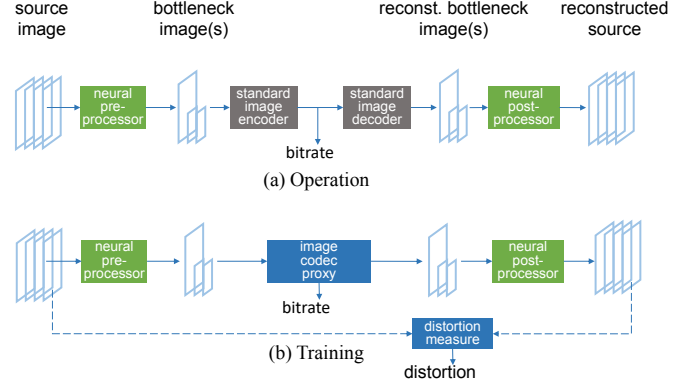 source
image
bottleneck
image(s)
reconst. bottleneck
image(s)
reconstructed
source
neural
pre-
processor
standard
image
encoder
standard
image
decoder
neural
post-
processor
bitrate
(a) Operation
neural
pre-
processor
image
codec
proxy
neural
post-
processor
bitrate
distortion
measure
(b) Training
distortion